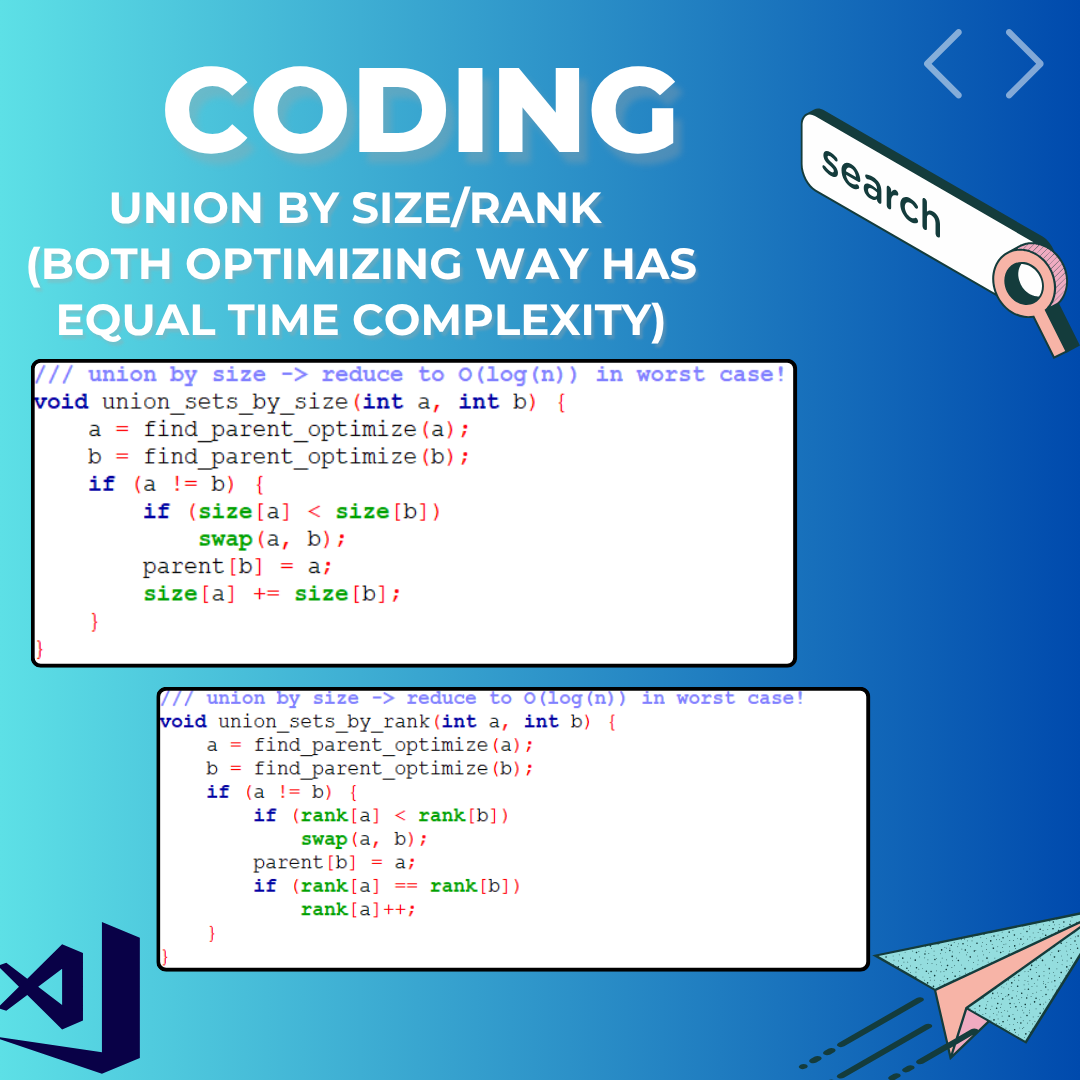 CODING
search
UNION BY SIZE/RANK
(BOTH OPTIMIZING WAY HAS
EQUAL TIME COMPLEXITY)
/// union by size -> reduce to O(log(n)) in worst case!
void union_sets_by_size(int a, int b) {
    a = find_parent_optimize(a);
    b = find_parent_optimize(b);
    if (a != b) {
        if (size[a] < size[b])
            swap(a, b);
        parent[b] = a;
        size[a] += size[b];
    }
}
/// union by size -> reduce to O(log(n)) in worst case!
void union_sets_by_rank(int a, int b) {
    a = find_parent_optimize(a);
    b = find_parent_optimize(b);
    if (a != b) {
        if (rank[a] < rank[b])
            swap(a, b);
        parent[b] = a;
        if (rank[a] == rank[b])
            rank[a]++;
    }
}